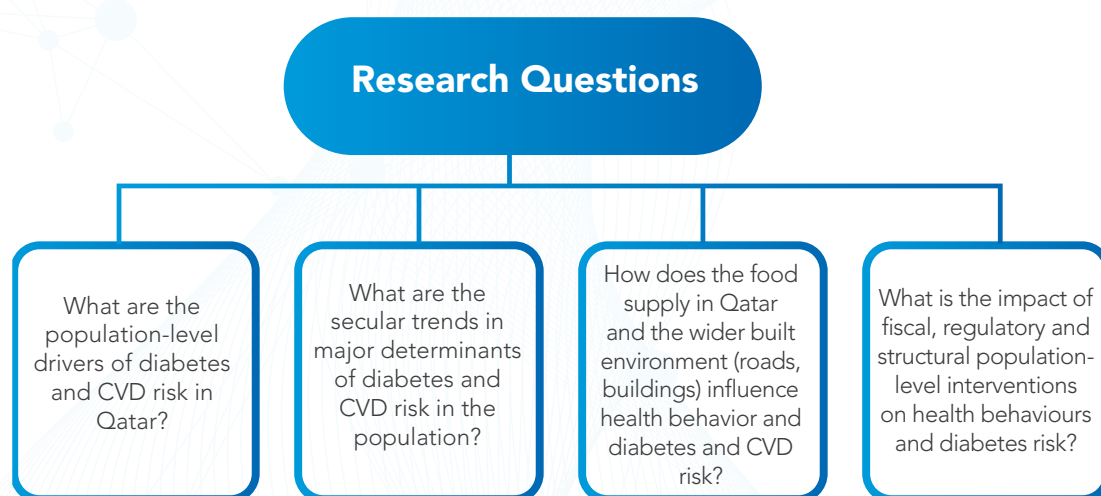 Research Questions
What are the
population-level
drivers of diabetes
and CVD risk in
Qatar?
What are the
secular trends in
major determinants
of diabetes and
CVD risk in the
population?
How does the food
supply in Qatar
and the wider built
environment (roads,
buildings) influence
health behavior and
diabetes and CVD
risk?
What is the impact of
fiscal, regulatory and
structural population-
level interventions
on health behaviours
and diabetes risk?